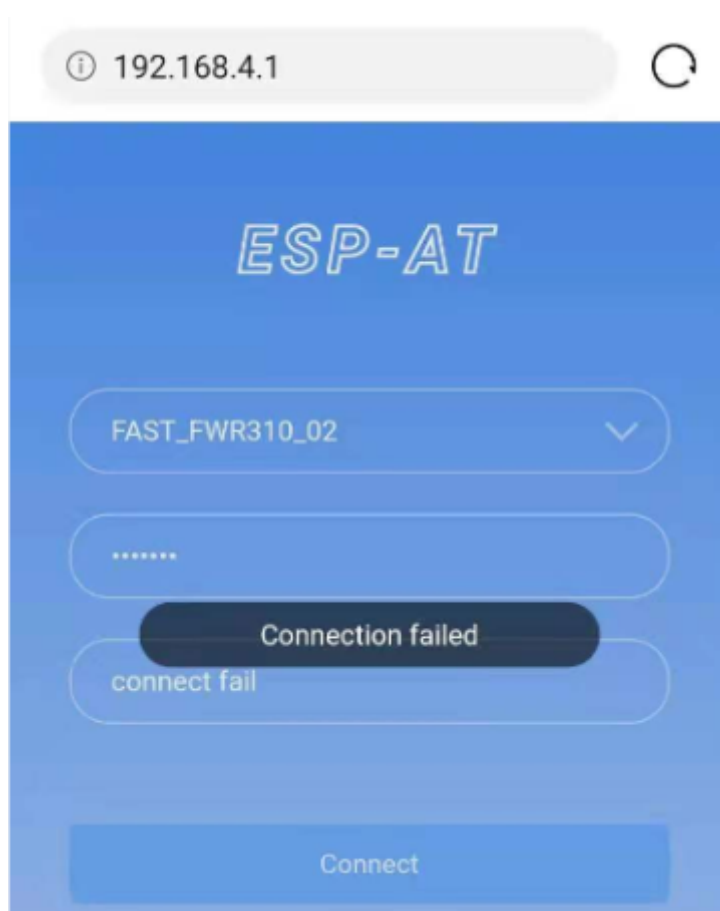 192.168.4.1
ESP-AT
FAST_FWR310_02
•••••••
Connection failed
connect fail
Connect